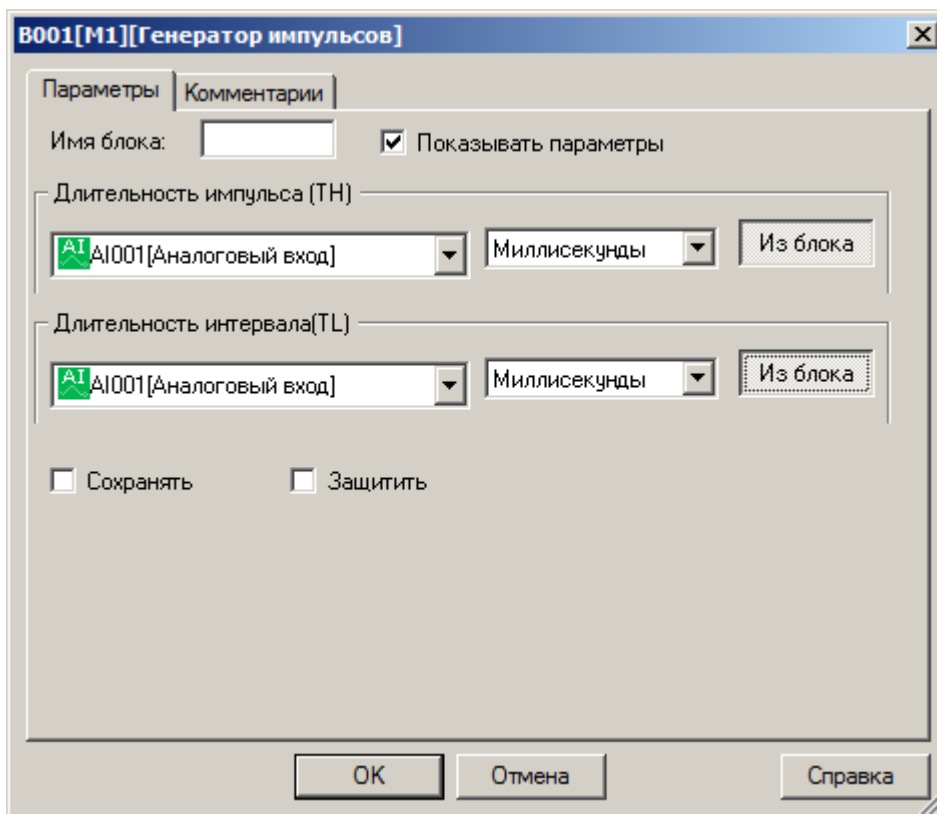 B001[M1][Генератор импульсов]
Параметры Комментарии
Имя блока: Показывать параметры
Длительность импульса (TH)
AI AI001[Аналоговый вход] Миллисекунды Из блока
Длительность интервала(TL)
AI AI001[Аналоговый вход] Миллисекунды Из блока
Сохранять Защитить
OK Отмена Справка